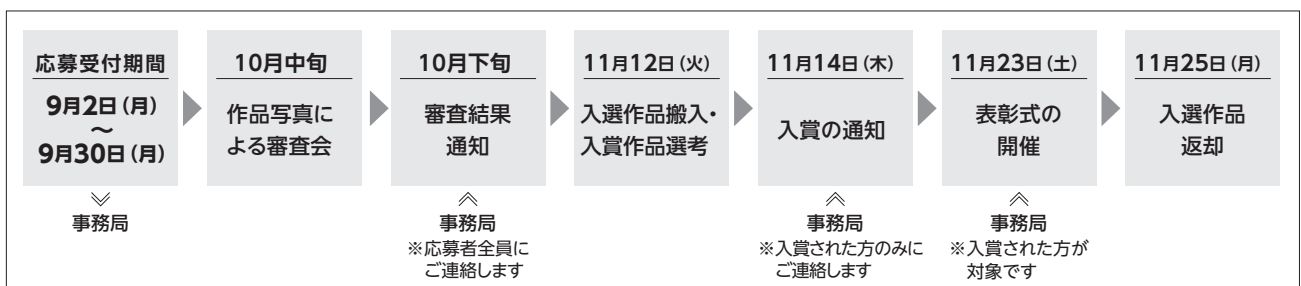 応募受付期間
9月2日（月）
〜
9月30日（月）
事務局
10月中旬
作品写真に
よる審査会
10月下旬
審査結果
通知
事務局
※応募者全員に
ご連絡します
11月12日（火）
入選作品搬入・
入賞作品選考
11月14日（木）
入賞の通知
事務局
※入賞された方のみに
ご連絡します
11月23日（土）
表彰式の
開催
事務局
※入賞された方が
対象です
11月25日（月）
入選作品
返却